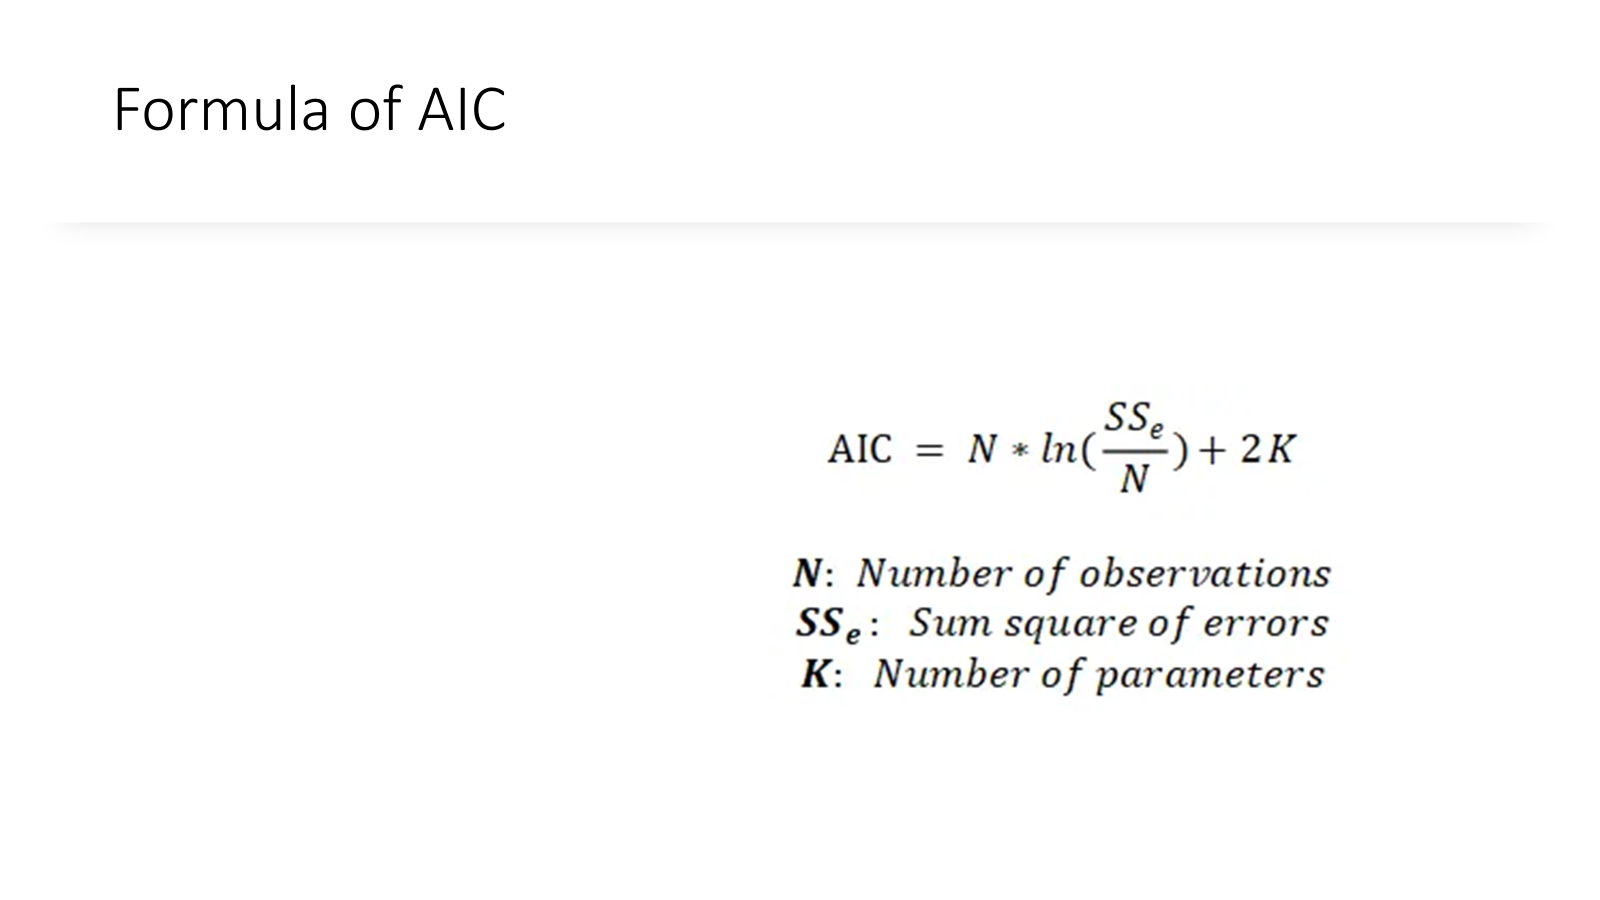 Formula of AIC
AIC = N * ln(SSₑ/N) + 2K
N: Number of observations
SSₑ: Sum square of errors
K: Number of parameters